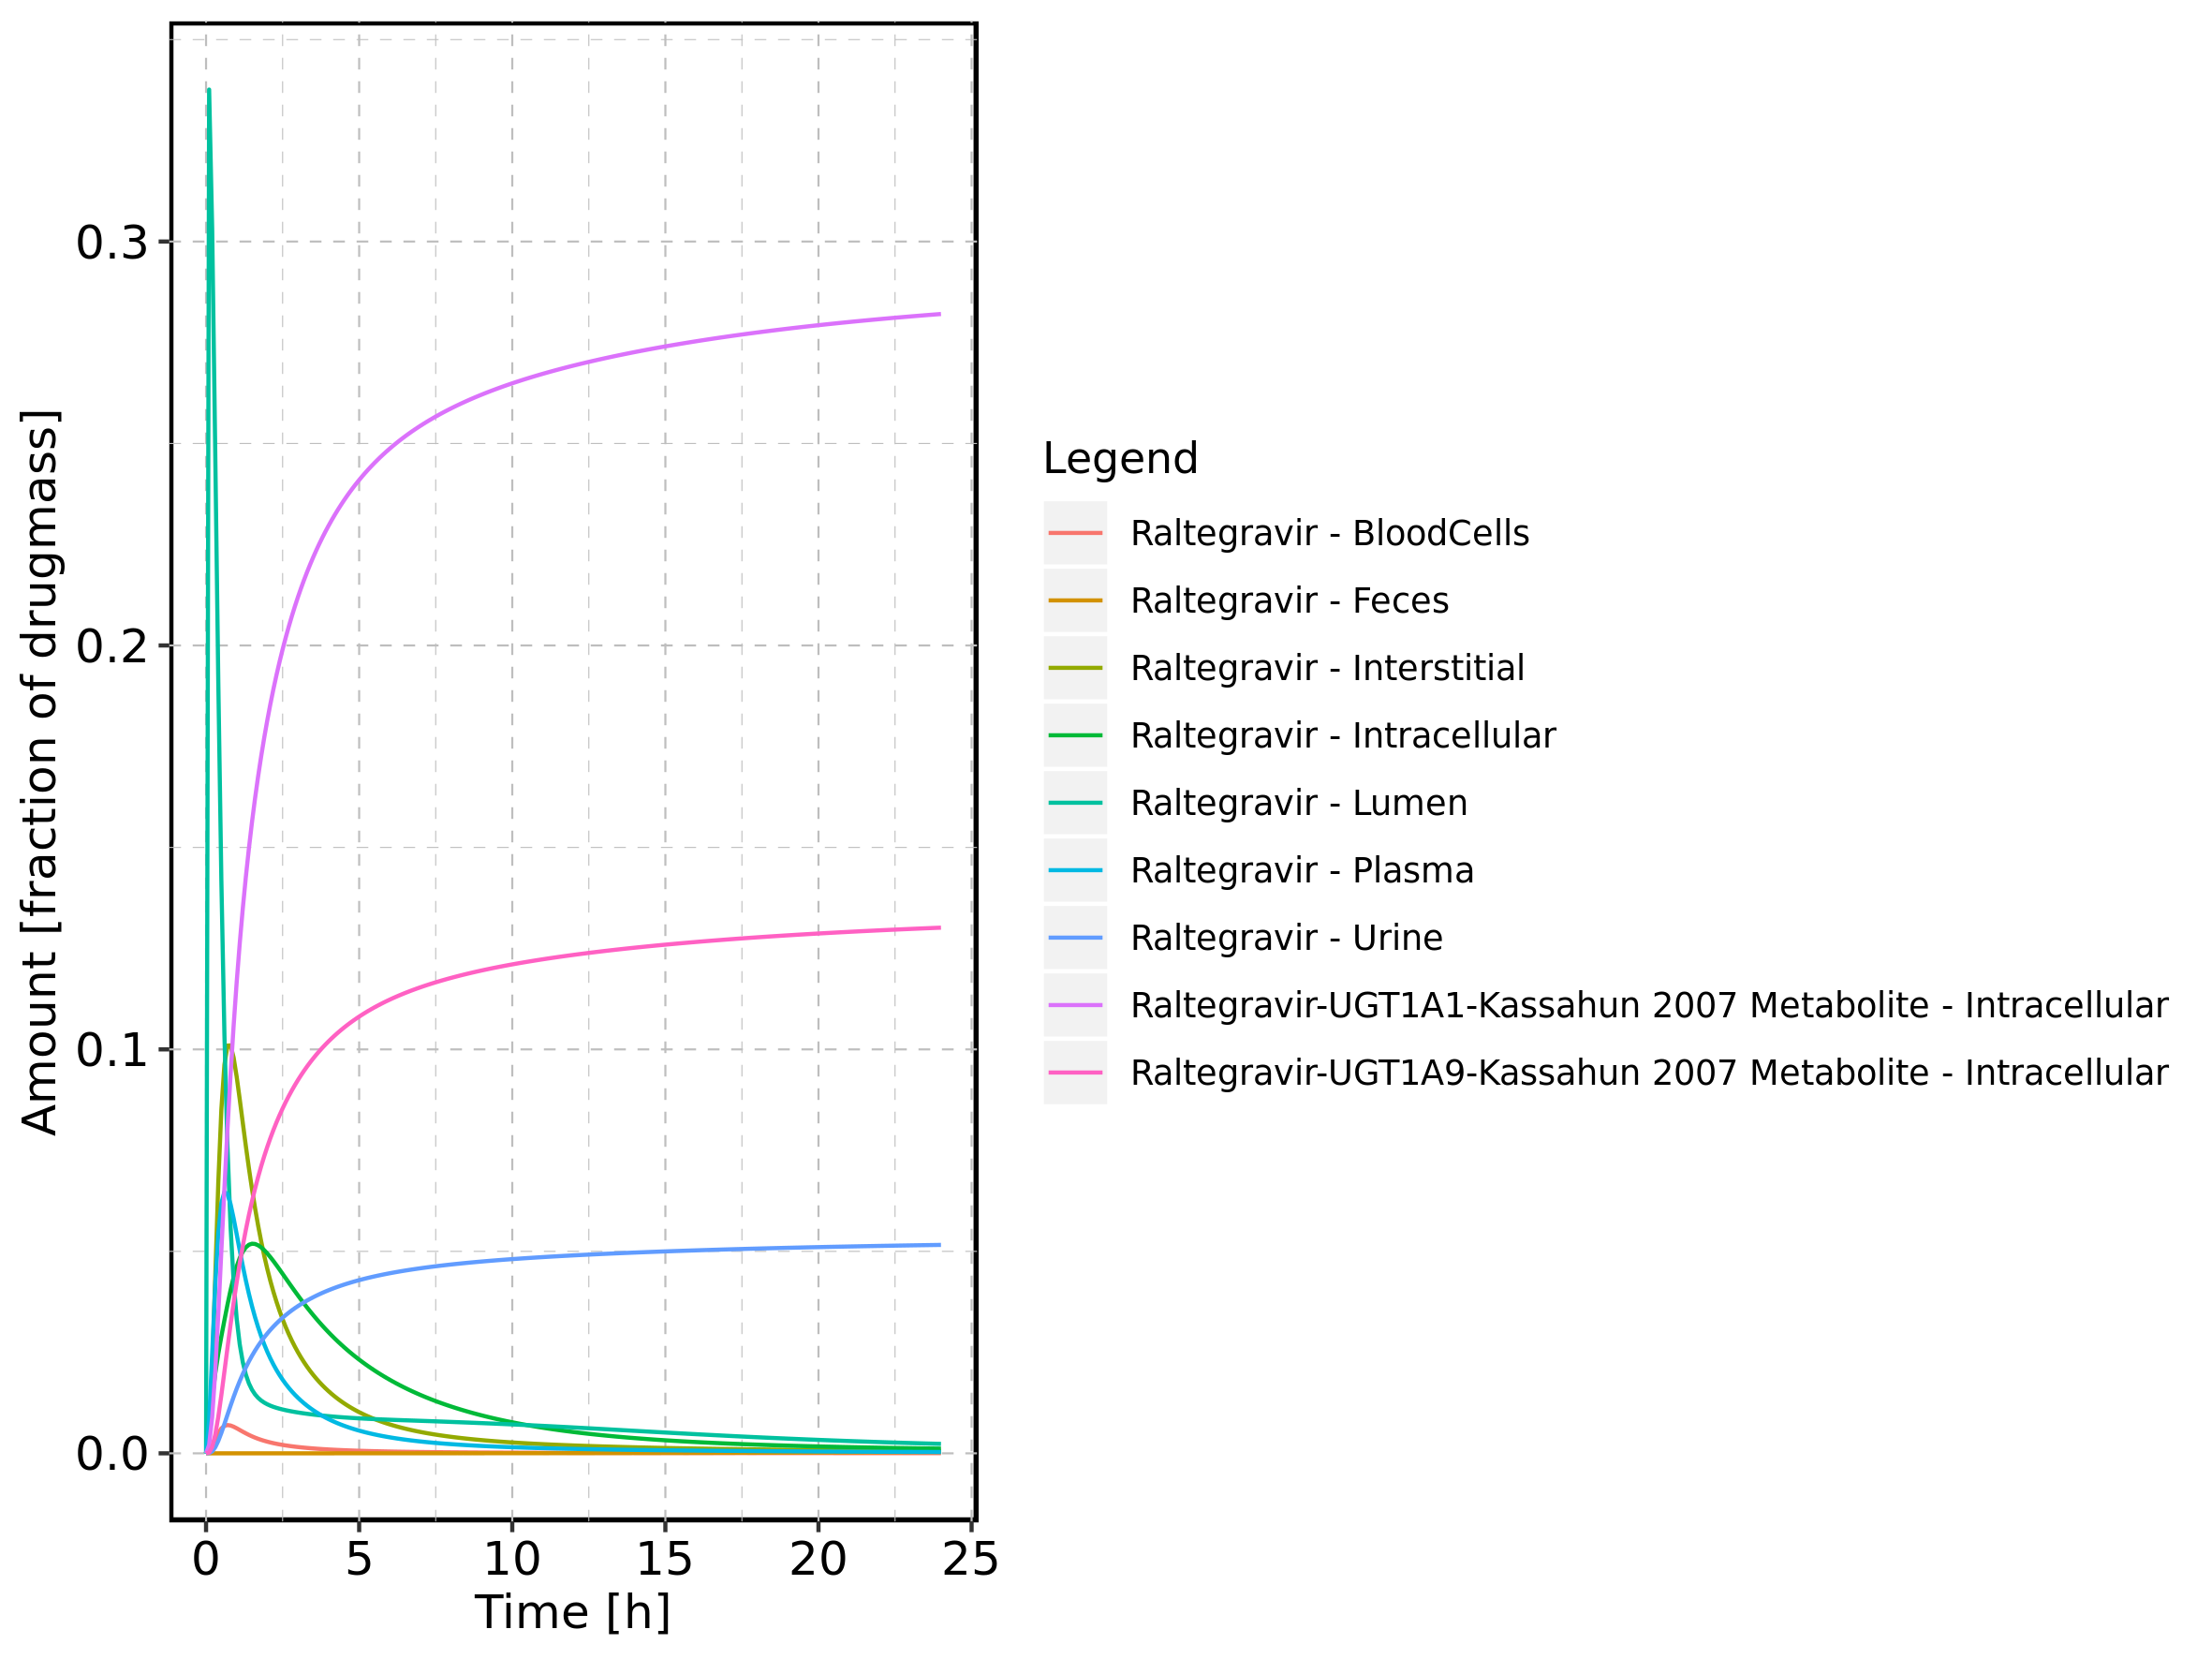 Amount [fraction of drugmass]
0.3
0.2
0.1
0.0
0 5 10 15 20 25
Time [h]
Legend
Raltegravir - BloodCells
Raltegravir - Feces
Raltegravir - Interstitial
Raltegravir - Intracellular
Raltegravir - Lumen
Raltegravir - Plasma
Raltegravir - Urine
Raltegravir-UGT1A1-Kassahun 2007 Metabolite - Intracellular
Raltegravir-UGT1A9-Kassahun 2007 Metabolite - Intracellular